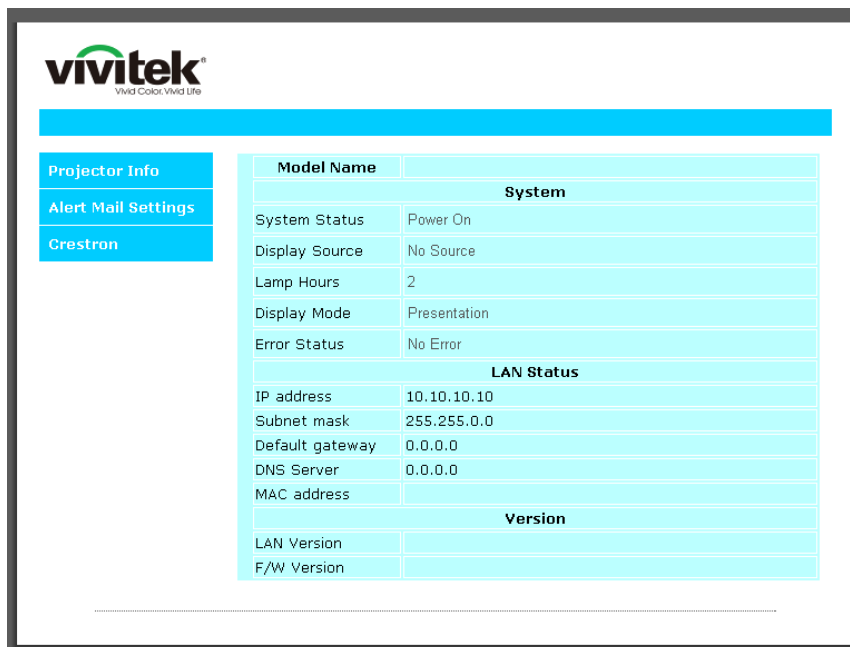 vivitek®
Vivid Color. Vivid Life
Projector Info
Alert Mail Settings
Crestron
Model Name
System
System Status Power On
Display Source No Source
Lamp Hours 2
Display Mode Presentation
Error Status No Error
LAN Status
IP address 10.10.10.10
Subnet mask 255.255.0.0
Default gateway 0.0.0.0
DNS Server 0.0.0.0
MAC address
Version
LAN Version
F/W Version